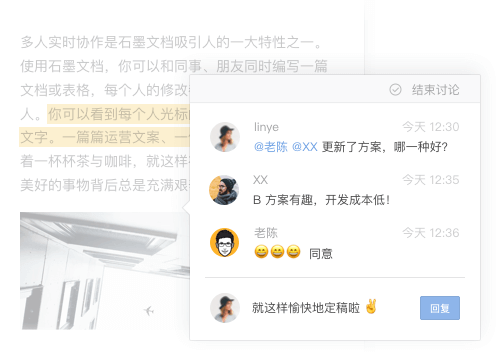 多人实时协作是石墨文档吸引人的一大特性之一。
使用石墨文档，你可以和同事、朋友同时编写一篇
文档或表格，每个人的修改
人。你可以看到每个人光标
文字。一篇篇运营文案、一
着一杯杯茶与咖啡，就这样
美好的事物背后总是充满艰
结束讨论
linye 今天 12:30
@老陈 @XX 更新了方案，哪一种好?
XX 今天 12:35
B 方案有趣，开发成本低！
老陈 今天 12:36
😄😄😄 同意
就这样愉快地定稿啦 ✌
回复